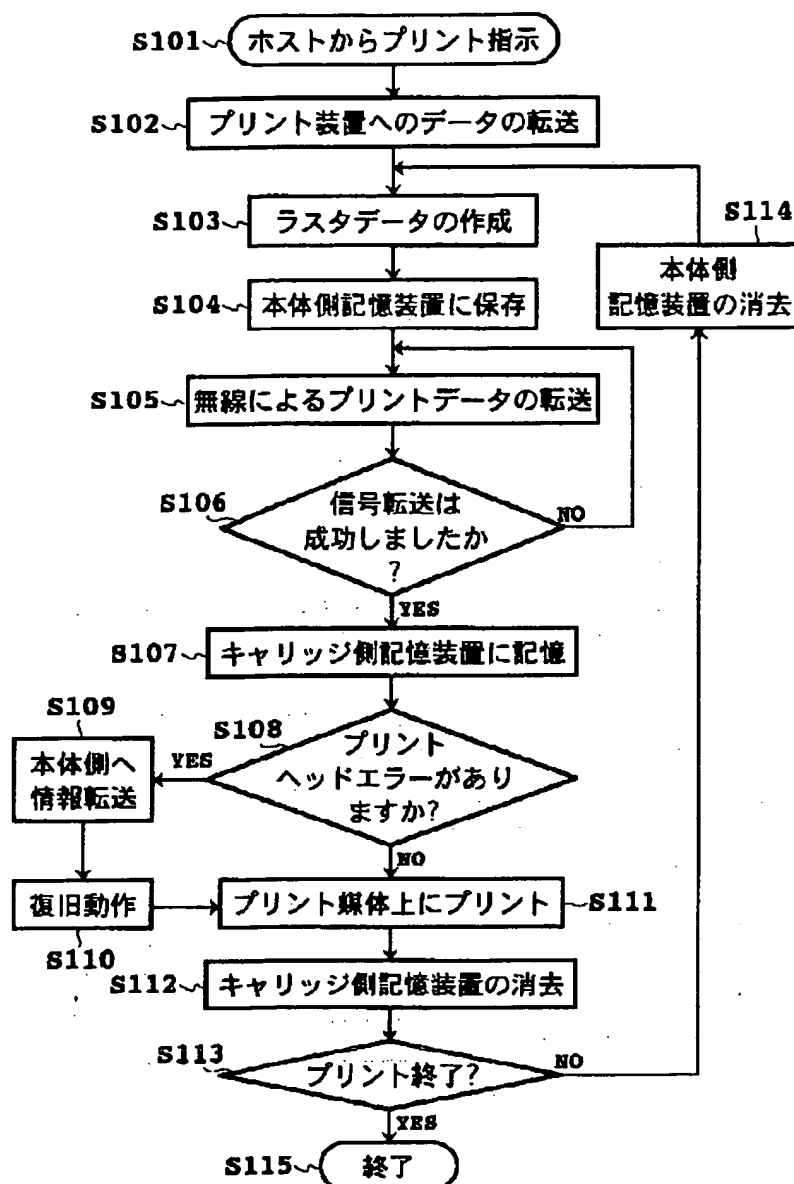 S101 ホストからプリント指示
S102 プリント装置へのデータの転送
S103 ラスタデータの作成
S114
本体側
記憶装置の消去
S104 本体側記憶装置に保存
S105 無線によるプリントデータの転送
S106
信号転送は
成功しましたか
?
NO
YES
S107 キャリッジ側記憶装置に記憶
S108
プリント
ヘッドエラーがあり
ますか?
YES
NO
S109
本体側へ
情報転送
復旧動作
S110
プリント媒体上にプリント S111
S112 キャリッジ側記憶装置の消去
S113
プリント終了?
NO
YES
S115 終了